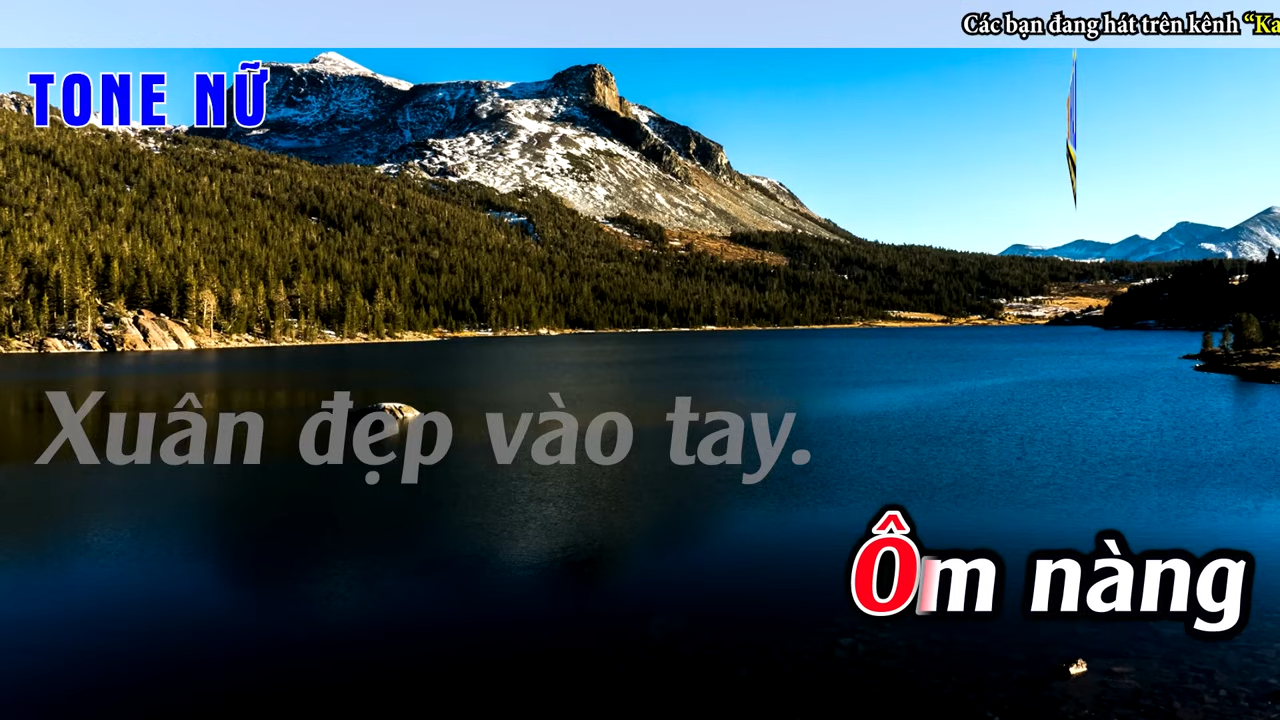 Các bạn đang hát trên kênh “Ka
TONE NỮ
Xuân đẹp vào tay.
Ôm nàng